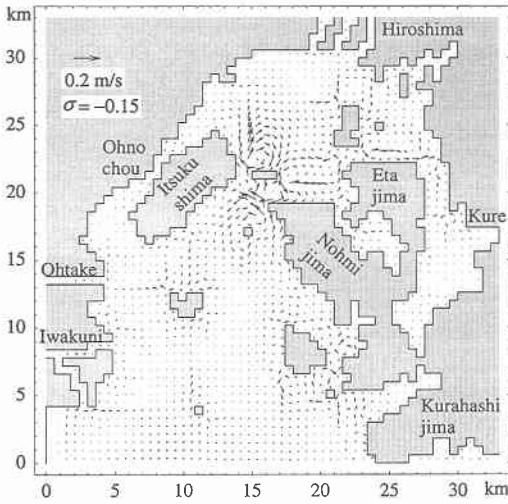 km
Hiroshima
30
0.2 m/s
σ=−0.15
25
Ohno
chou
Itsuku
shima
20
Eta
jima
Kure
Nohmi
jima
15
Ohtake
10
Iwakuni
5
Kurahashi
jima
0
0 5 10 15 20 25 30 km